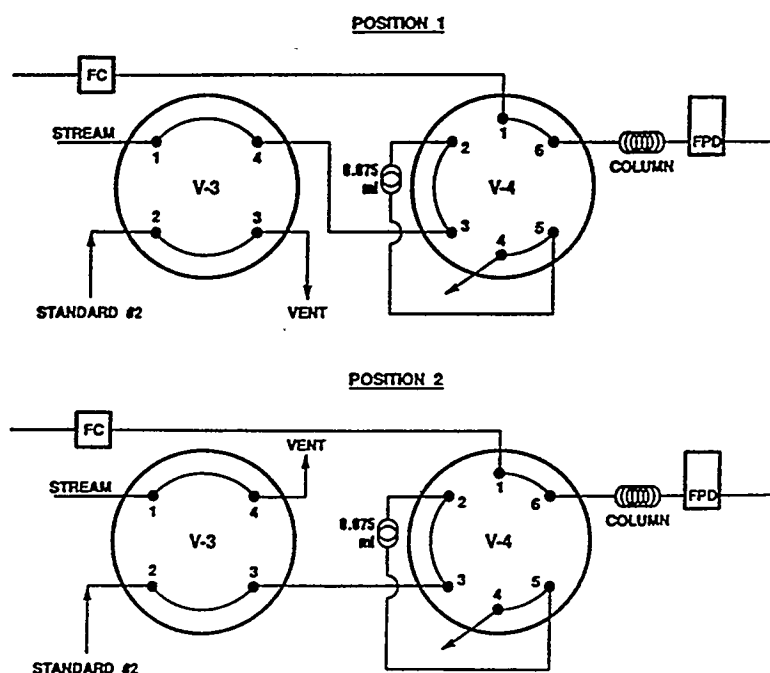 POSITION 1
FC
STREAM
1
4
V-3
2
3
STANDARD #2
VENT
0.075
ml
1
2
6
V-4
3
5
4
COLUMN
FPD
POSITION 2
FC
VENT
STREAM
1
4
V-3
2
3
STANDARD #2
0.075
ml
1
2
6
V-4
3
5
4
COLUMN
FPD